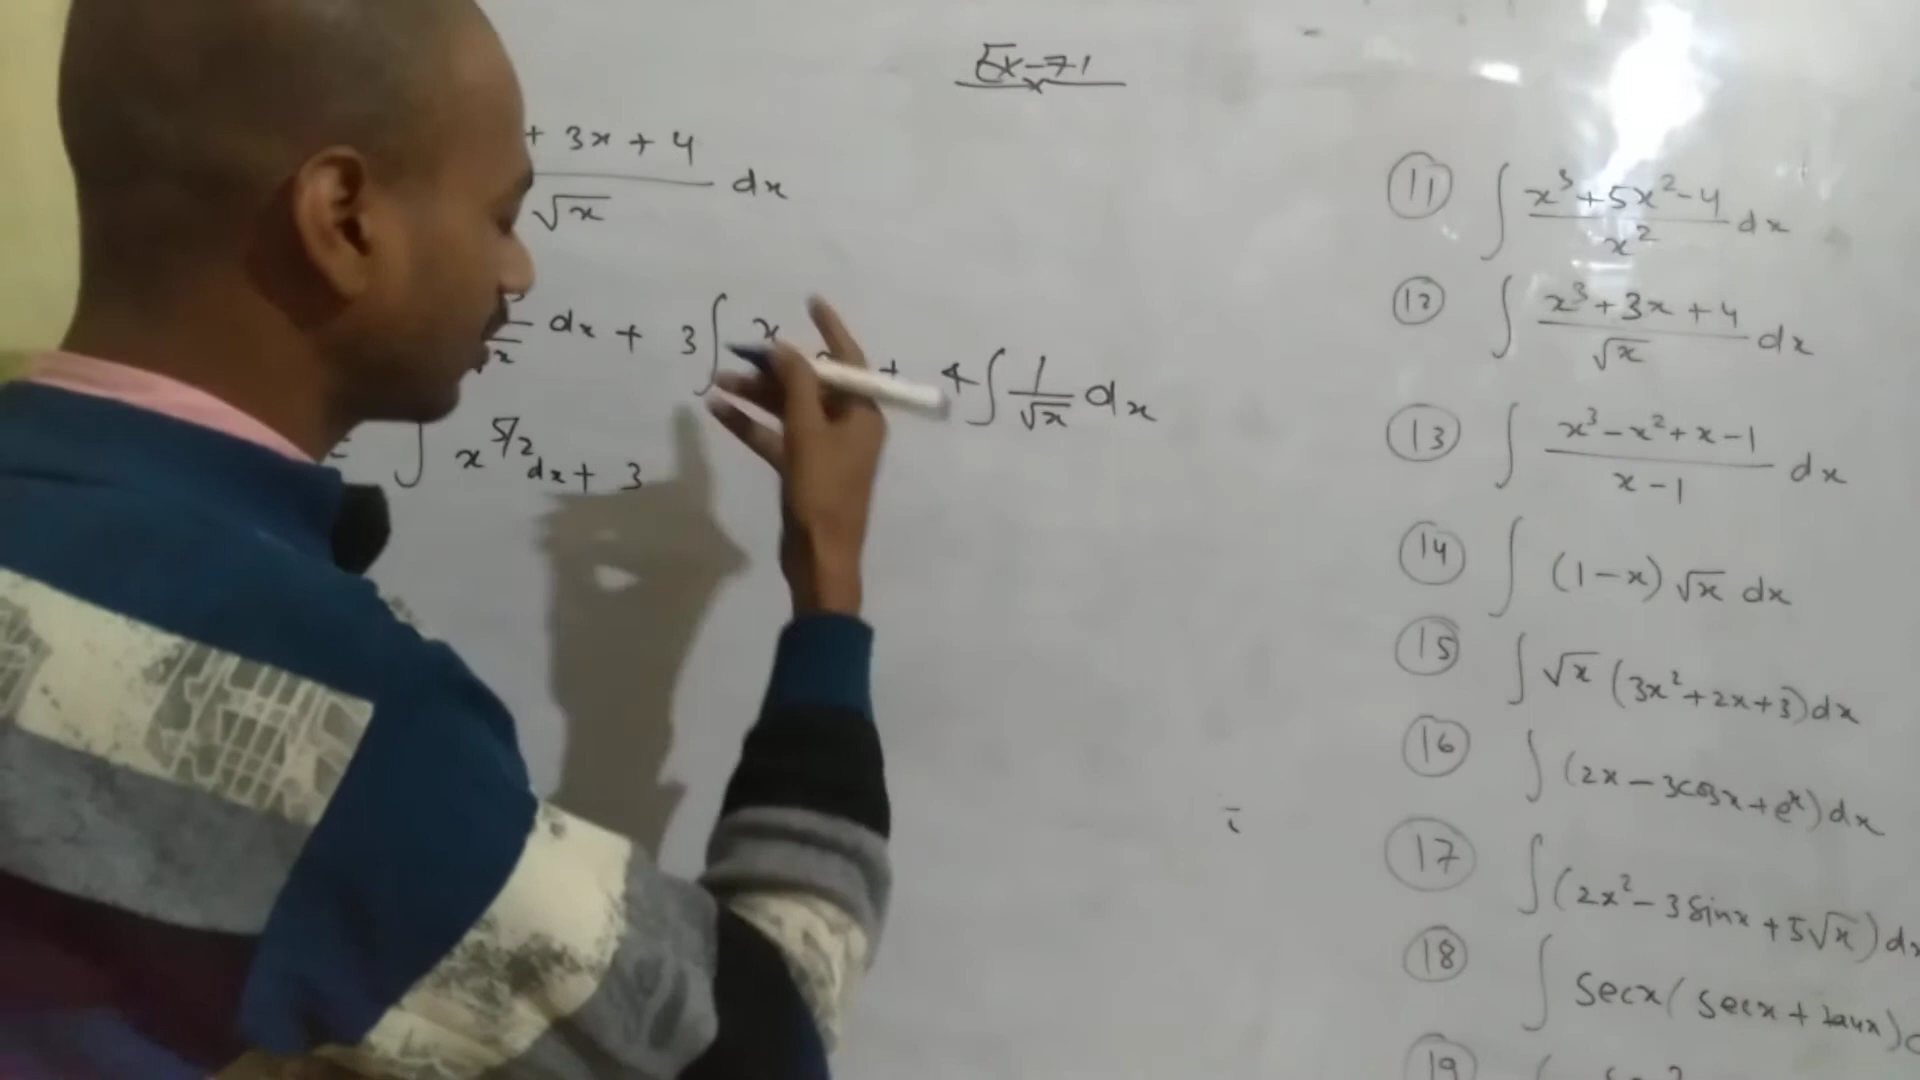 Ex-7.1
+ 3x + 4
√x dx
√x dx + 3∫ x + 4∫ 1/√x dx
= ∫ x^5/2 dx + 3
(11) ∫ (x³+5x²-4)/x² dx
(12) ∫ (x³+3x+4)/√x dx
(13) ∫ (x³-x²+x-1)/(x-1) dx
(14) ∫ (1-x) √x dx
(15) ∫ √x (3x²+2x+3)dx
(16) ∫ (2x-3cosx+eˣ)dx
(17) ∫ (2x²-3sinx+5√x)dx
(18) ∫ Secx(Secx+tanx)
(19)